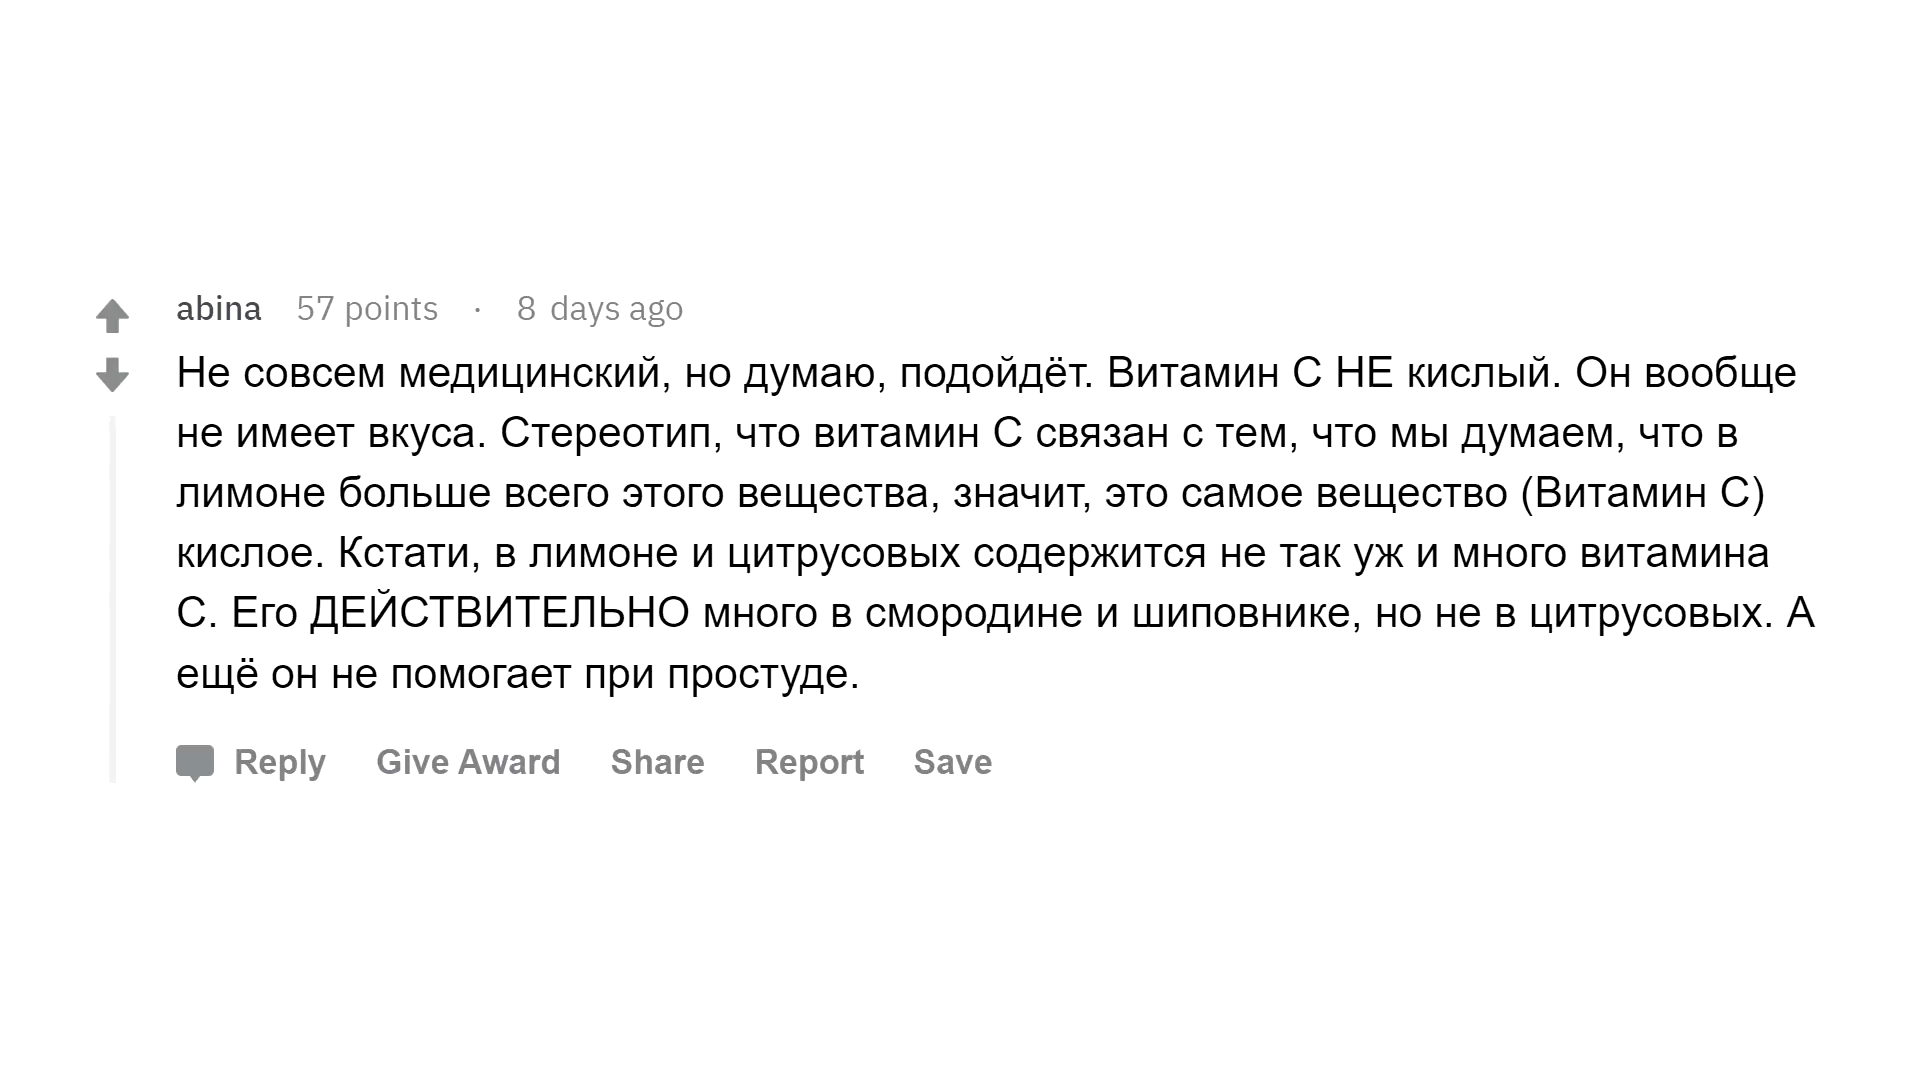 abina 57 points · 8 days ago
Не совсем медицинский, но думаю, подойдёт. Витамин С НЕ кислый. Он вообще
не имеет вкуса. Стереотип, что витамин С связан с тем, что мы думаем, что в
лимоне больше всего этого вещества, значит, это самое вещество (Витамин С)
кислое. Кстати, в лимоне и цитрусовых содержится не так уж и много витамина
С. Его ДЕЙСТВИТЕЛЬНО много в смородине и шиповнике, но не в цитрусовых. А
ещё он не помогает при простуде.
Reply Give Award Share Report Save